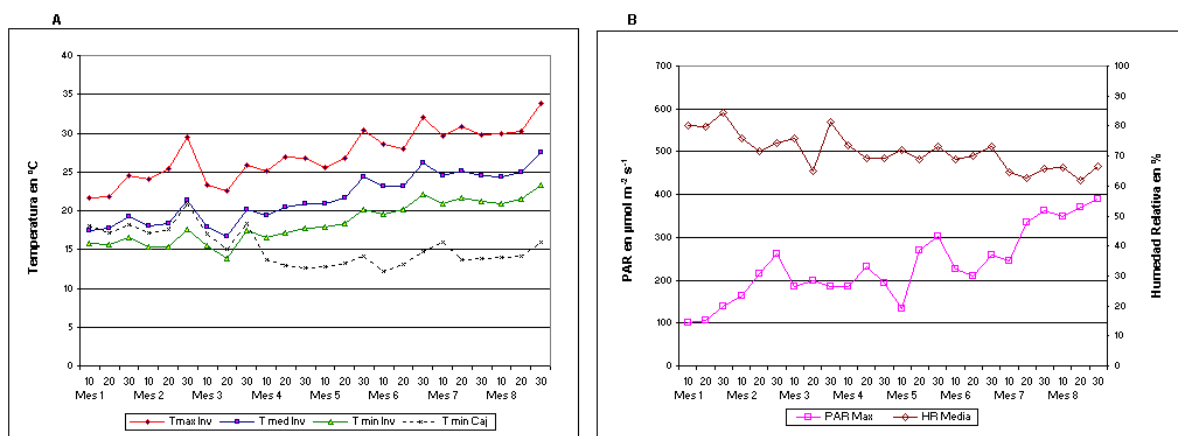 A
Temperatura en ºC
40
35
30
25
20
15
10
5
0
10 20 30 10 20 30 10 20 30 10 20 30 10 20 30 10 20 30 10 20 30 10 20 30
Mes 1 Mes 2 Mes 3 Mes 4 Mes 5 Mes 6 Mes 7 Mes 8
Tmax Inv T med Inv T min Inv T min Caj
B
PAR en µmol m⁻² s⁻¹
700
600
500
400
300
200
100
0
100
90
80
70
60
50
40
30
20
10
0
Humedad Relativa en %
10 20 30 10 20 30 10 20 30 10 20 30 10 20 30 10 20 30 10 20 30 10 20 30
Mes 1 Mes 2 Mes 3 Mes 4 Mes 5 Mes 6 Mes 7 Mes 8
PAR Max HR Media